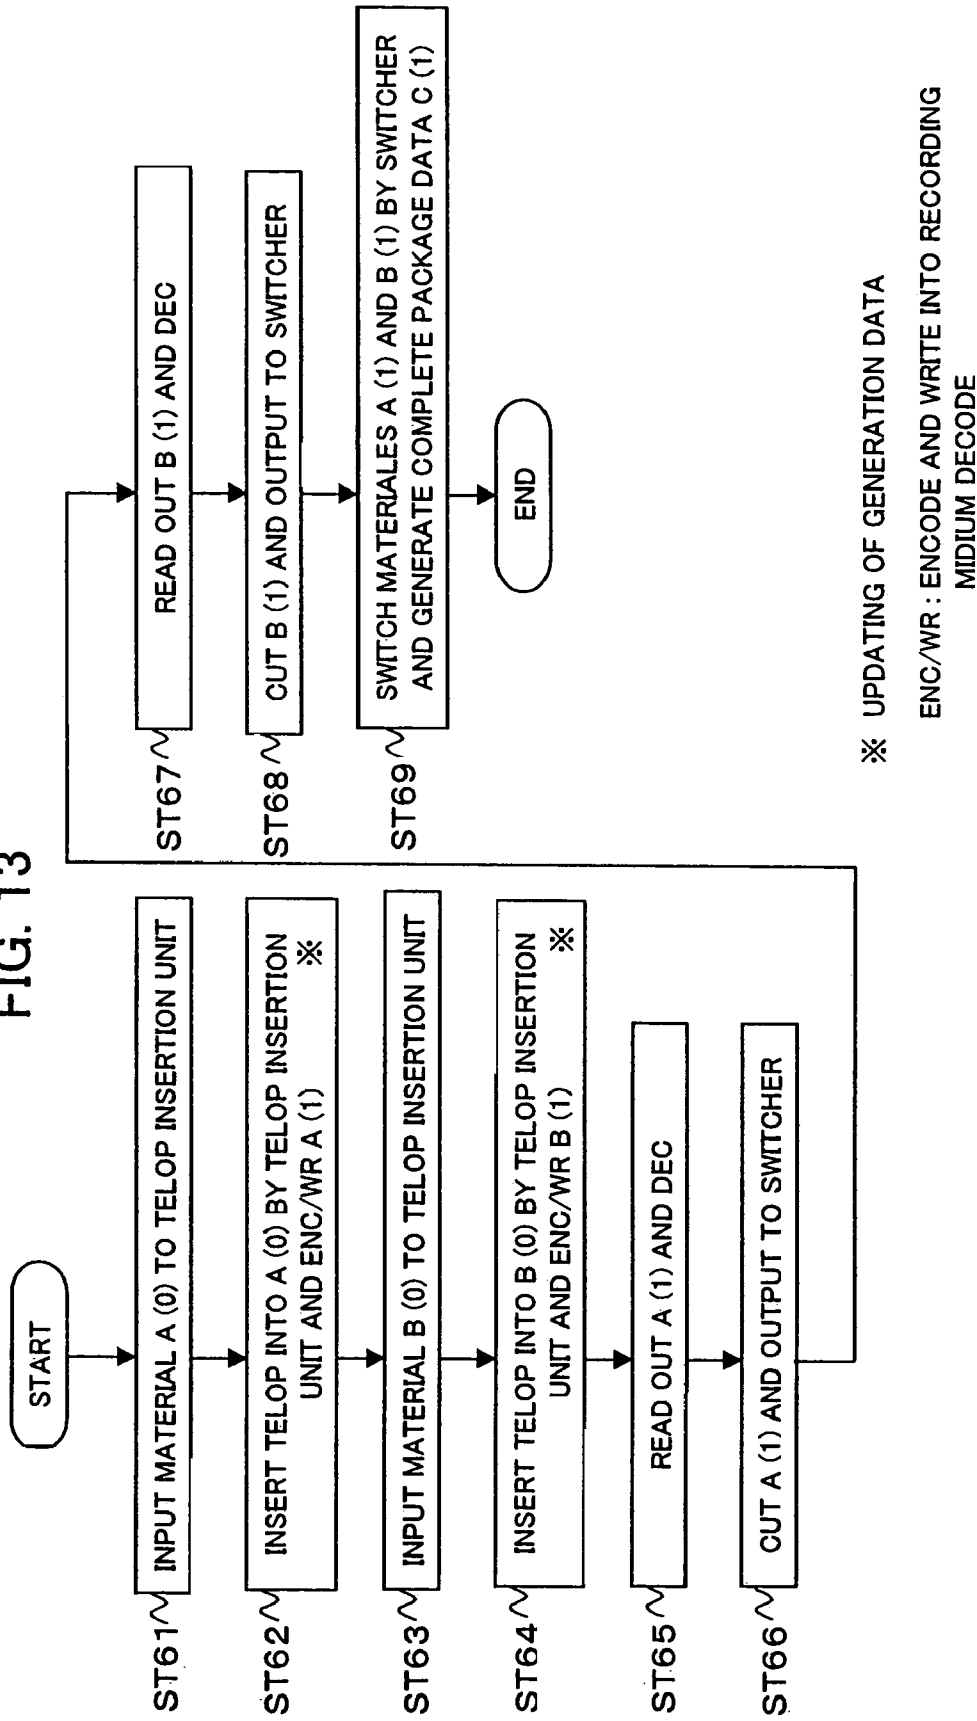 FIG. 13
START
ST61
INPUT MATERIAL A (0) TO TELOP INSERTION UNIT
ST62
INSERT TELOP INTO A (0) BY TELOP INSERTION
UNIT AND ENC/WR A (1)
※
ST63
INPUT MATERIAL B (0) TO TELOP INSERTION UNIT
ST64
INSERT TELOP INTO B (0) BY TELOP INSERTION
UNIT AND ENC/WR B (1)
※
ST65
READ OUT A (1) AND DEC
ST66
CUT A (1) AND OUTPUT TO SWITCHER
ST67
READ OUT B (1) AND DEC
ST68
CUT B (1) AND OUTPUT TO SWITCHER
ST69
SWITCH MATERIALES A (1) AND B (1) BY SWITCHER
AND GENERATE COMPLETE PACKAGE DATA C (1)
END
※ UPDATING OF GENERATION DATA
ENC/WR : ENCODE AND WRITE INTO RECORDING
MIDIUM DECODE